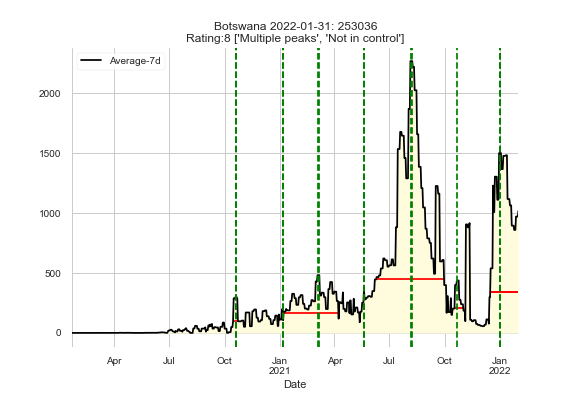 Botswana 2022-01-31: 253036
Rating:8 ['Multiple peaks', 'Not in control']
Average-7d
2000
1500
1000
500
0
Apr Jul Oct Jan Apr Jul Oct Jan
2021 2022
Date